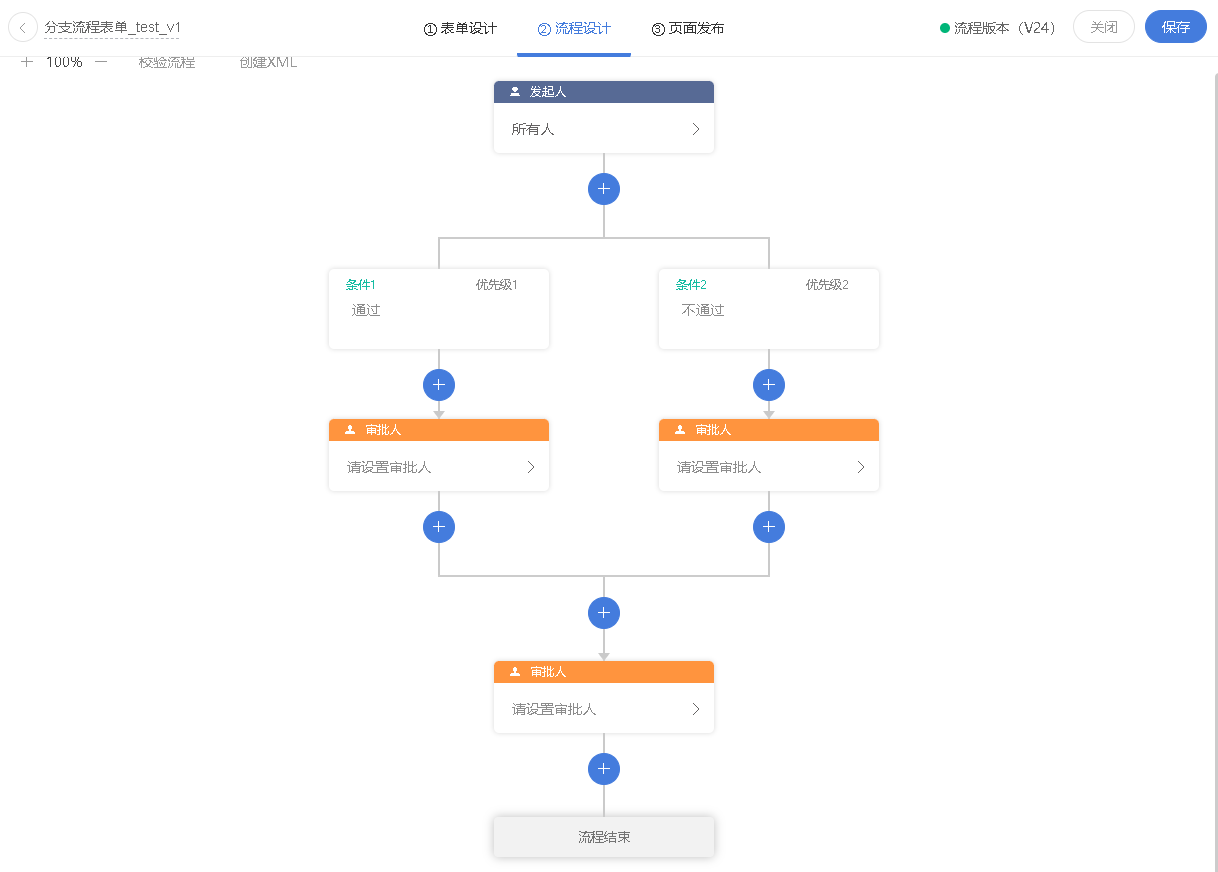 分支流程表单_test_v1
① 表单设计
② 流程设计
③ 页面发布
流程版本（V24）
关闭
保存
100%
校验流程
创建XML
发起人
所有人
条件1 优先级1
通过
条件2 优先级2
不通过
审批人
请设置审批人
审批人
请设置审批人
审批人
请设置审批人
流程结束